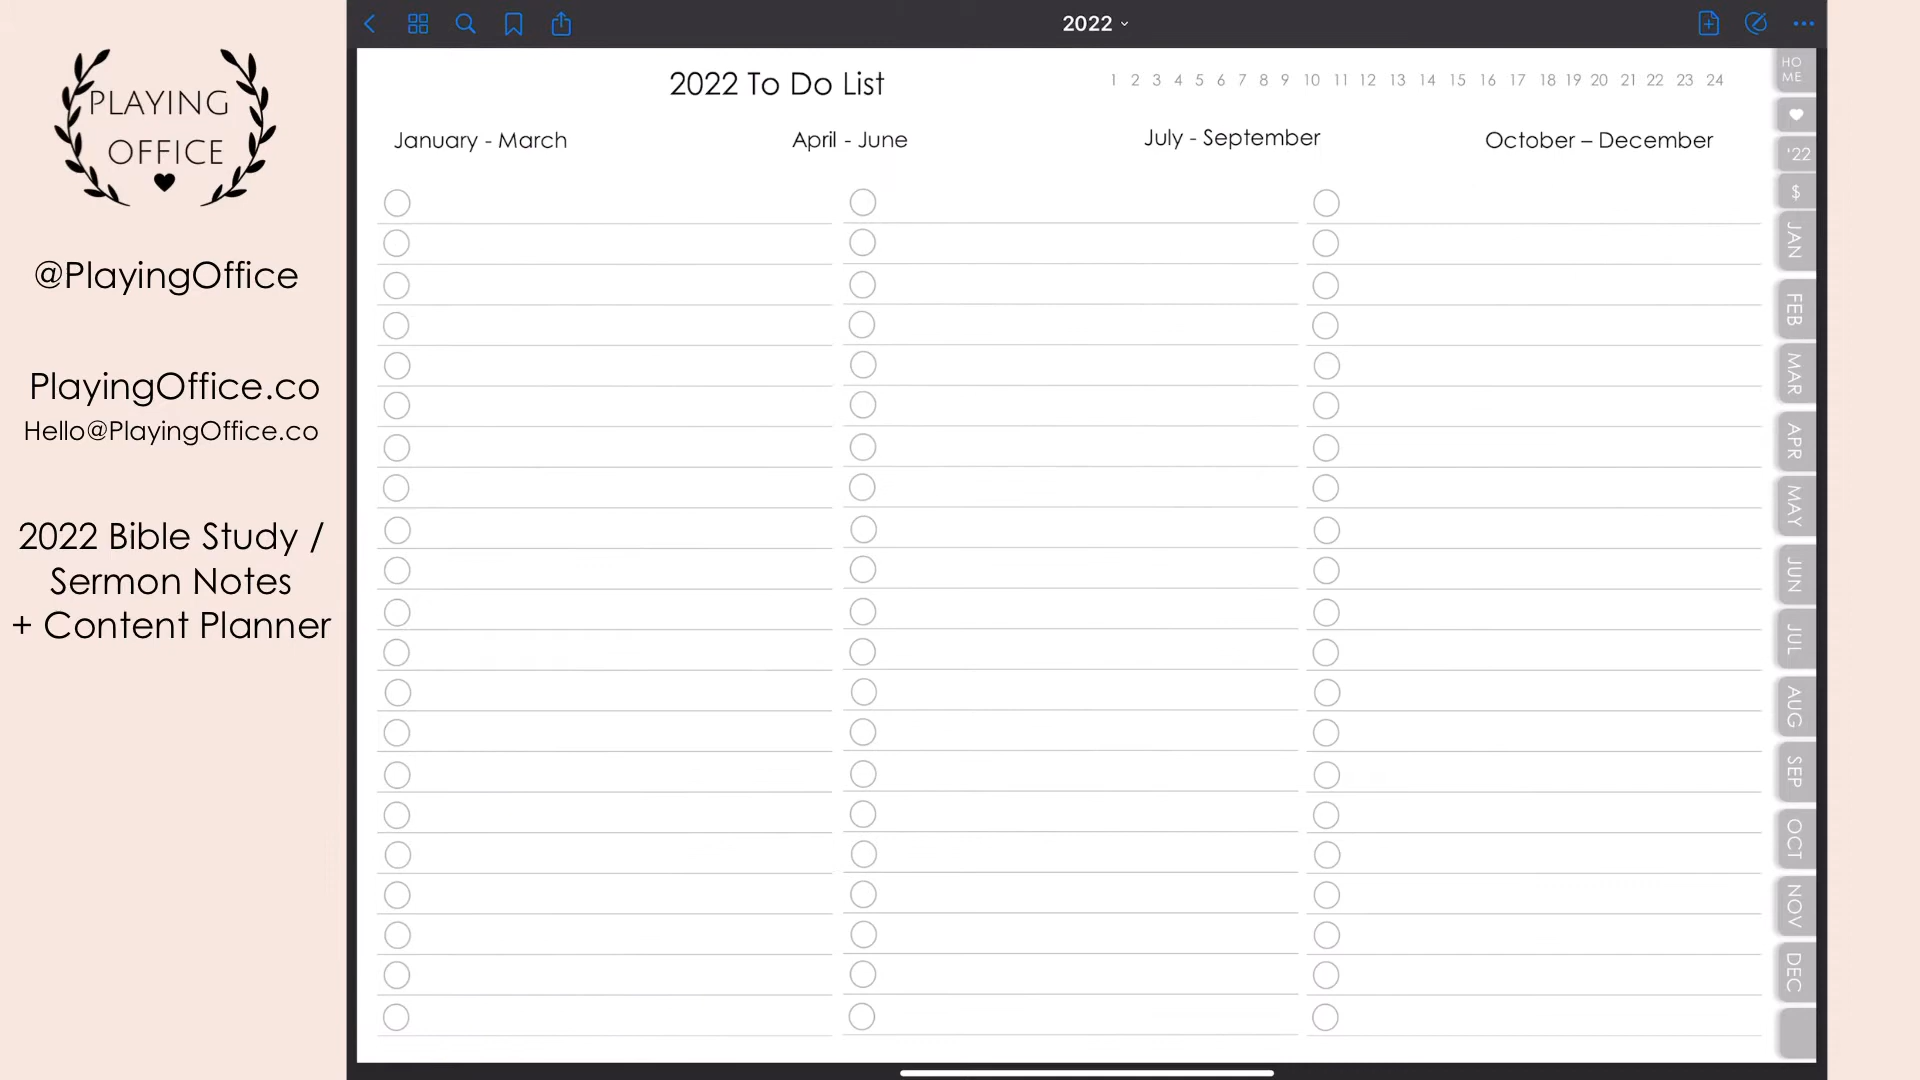 PLAYING
OFFICE
@PlayingOffice
PlayingOffice.co
Hello@PlayingOffice.co
2022 Bible Study /
Sermon Notes
+ Content Planner
2022
2022 To Do List
1 2 3 4 5 6 7 8 9 10 11 12 13 14 15 16 17 18 19 20 21 22 23 24
January - March
April - June
July - September
October – December
HO
ME
'22
$
JAN
FEB
MAR
APR
MAY
JUN
JUL
AUG
SEP
OCT
NOV
DEC